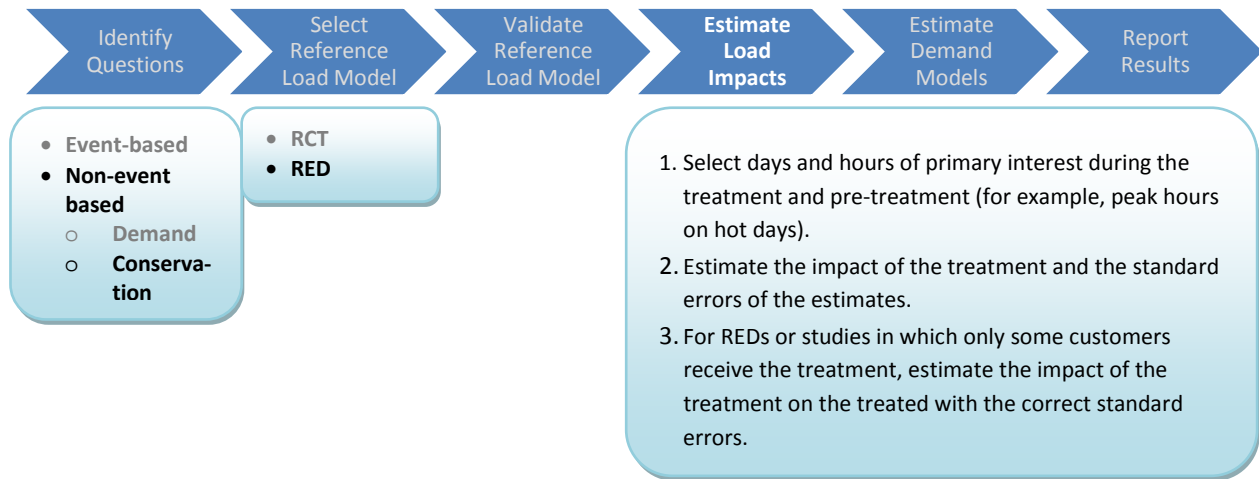 Identify
Questions
Select
Reference
Load Model
Validate
Reference
Load Model
Estimate
Load
Impacts
Estimate
Demand
Models
Report
Results
• Event-based
• Non-event
based
o Demand
o Conserva-
tion
• RCT
• RED
1. Select days and hours of primary interest during the
treatment and pre-treatment (for example, peak hours
on hot days).
2. Estimate the impact of the treatment and the standard
errors of the estimates.
3. For REDs or studies in which only some customers
receive the treatment, estimate the impact of the
treatment on the treated with the correct standard
errors.